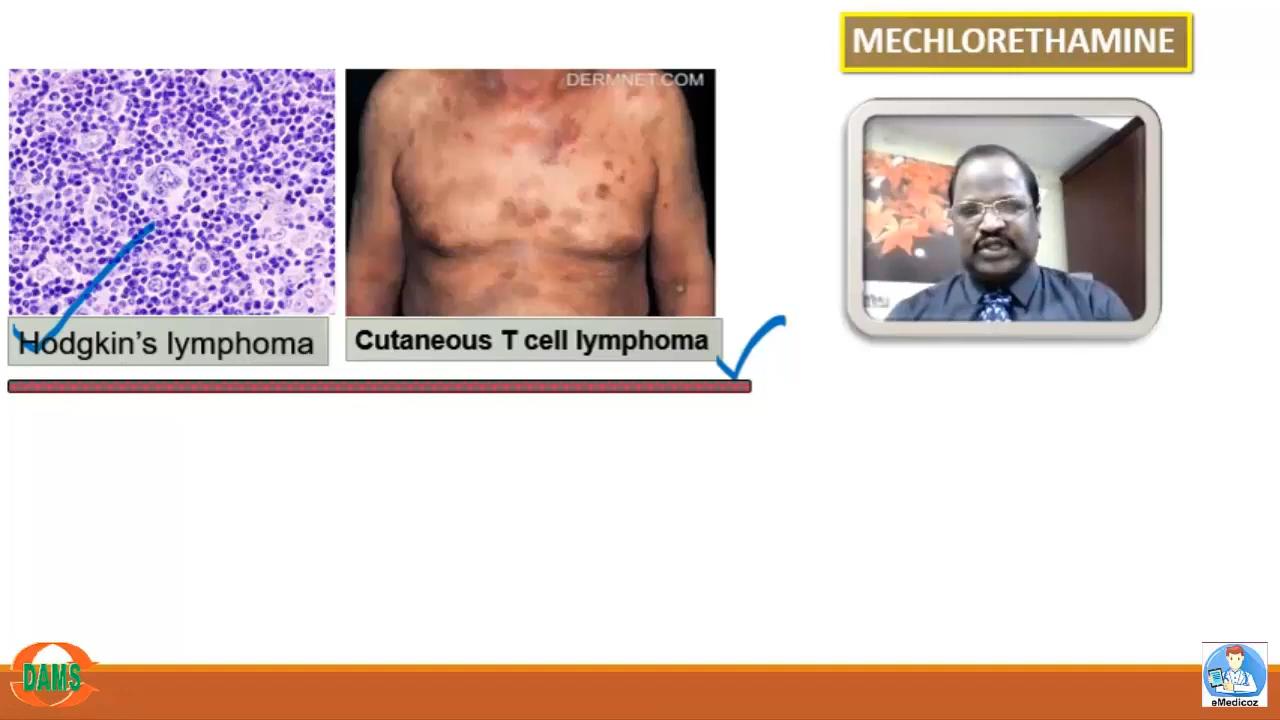 MECHLORETHAMINE
DERMNET.COM
Hodgkin's lymphoma
Cutaneous T cell lymphoma
DAMS
eMedicoz